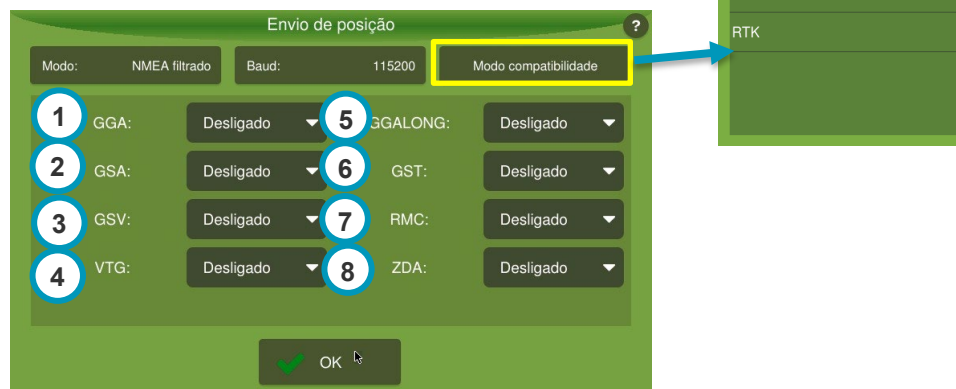 Envio de posição
?
RTK
Modo: NMEA filtrado
Baud: 115200
Modo compatibilidade
1 GGA: Desligado
5 GGALONG: Desligado
2 GSA: Desligado
6 GST: Desligado
3 GSV: Desligado
7 RMC: Desligado
4 VTG: Desligado
8 ZDA: Desligado
OK